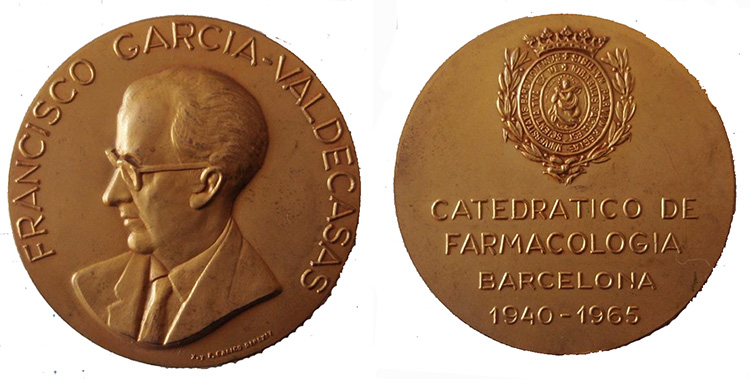 FRANCISCO GARCIA-VALDECASAS
CATEDRATICO DE
FARMACOLOGIA
BARCELONA
1940-1965